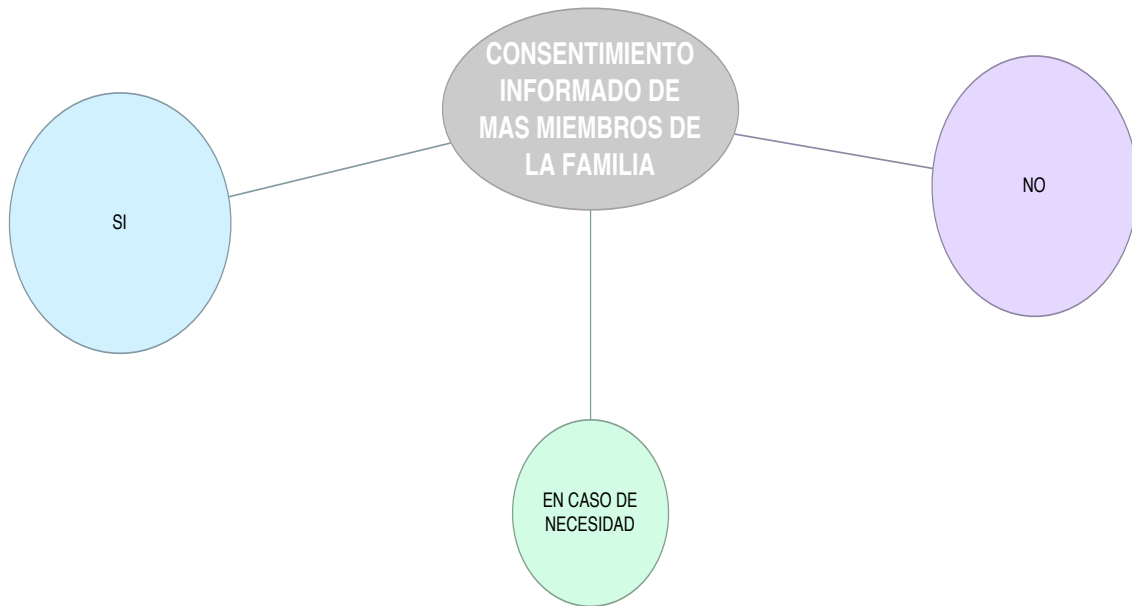 CONSENTIMIENTO
INFORMADO DE
MAS MIEMBROS DE
LA FAMILIA
SI
NO
EN CASO DE
NECESIDAD